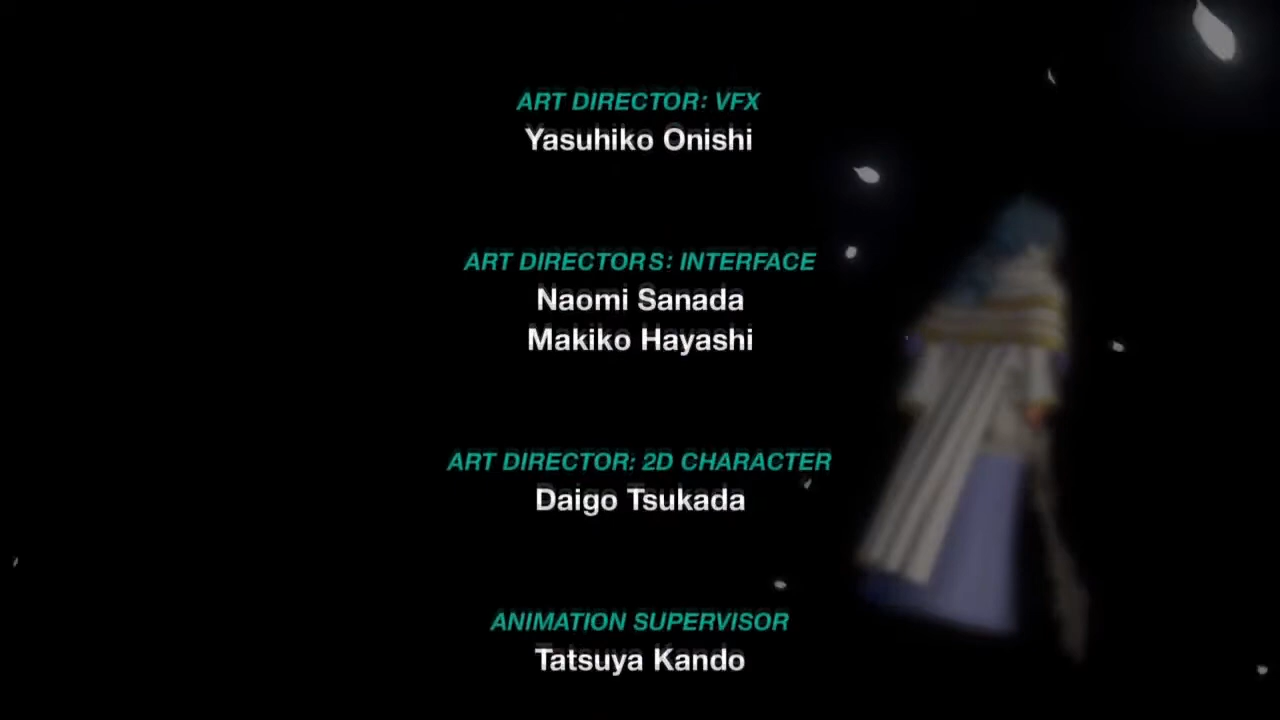 ART DIRECTOR: VFX
Yasuhiko Onishi
ART DIRECTORS: INTERFACE
Naomi Sanada
Makiko Hayashi
ART DIRECTOR: 2D CHARACTER
Daigo Tsukada
ANIMATION SUPERVISOR
Tatsuya Kando